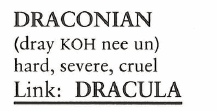 DRACONIAN
(dray KOH nee un)
hard, severe, cruel
Link: DRACULA